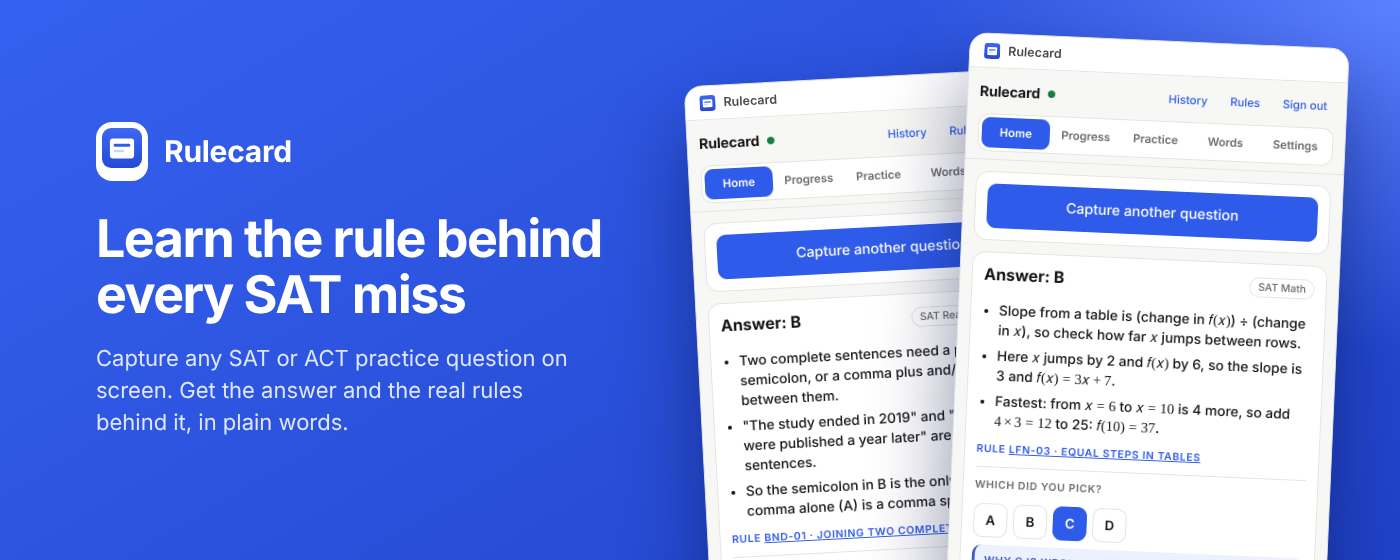 Rulecard
Learn the rule behind
every SAT miss
Capture any SAT or ACT practice question on
screen. Get the answer and the real rules
behind it, in plain words.
Rulecard
Rulecard
History
Home Progress Practice Words
Capture another question
Answer: B
SAT
Two complete sentences need a
semicolon, or a comma plus
between them.
"The study ended in 2019" and
were published a year later" are
sentences.
So the semicolon in B is the
comma alone (A) is a comma
RULE BND-01 · JOINING TWO
Rulecard
Rulecard
History Rules Sign out
Home Progress Practice Words Settings
Capture another question
Answer: B
SAT Math
Slope from a table is (change in f(x)) ÷ (change
in x), so check how far x jumps between rows.
Here x jumps by 2 and f(x) by 6, so the slope is
3 and f(x) = 3x + 7.
Fastest: from x = 6 to x = 10 is 4 more, so add
4 × 3 = 12 to 25: f(10) = 37.
RULE LFN-03 · EQUAL STEPS IN TABLES
WHICH DID YOU PICK?
A B C D